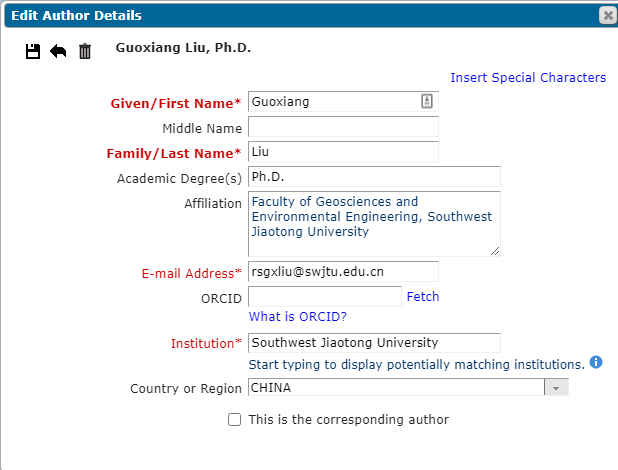 Edit Author Details
Guoxiang Liu, Ph.D.
Insert Special Characters
Given/First Name* Guoxiang
Middle Name
Family/Last Name* Liu
Academic Degree(s) Ph.D.
Affiliation Faculty of Geosciences and
Environmental Engineering, Southwest
Jiaotong University
E-mail Address* rsgxliu@swjtu.edu.cn
ORCID Fetch
What is ORCID?
Institution* Southwest Jiaotong University
Start typing to display potentially matching institutions.
Country or Region CHINA
This is the corresponding author